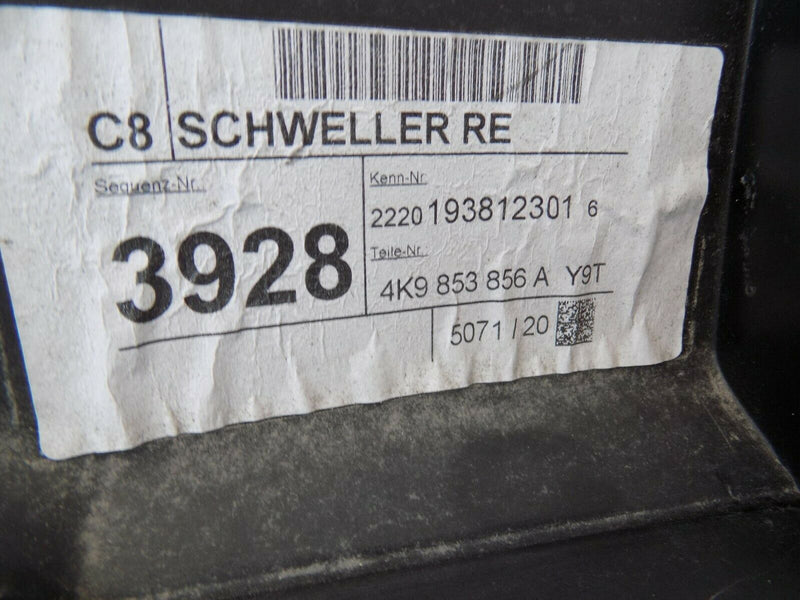 C8 SCHWELLER RE
Sequenz-Nr.
3928
Kenn-Nr.
2220 193812301 6
Teile-Nr.
4K9 853 856 A Y9T
5071 / 20